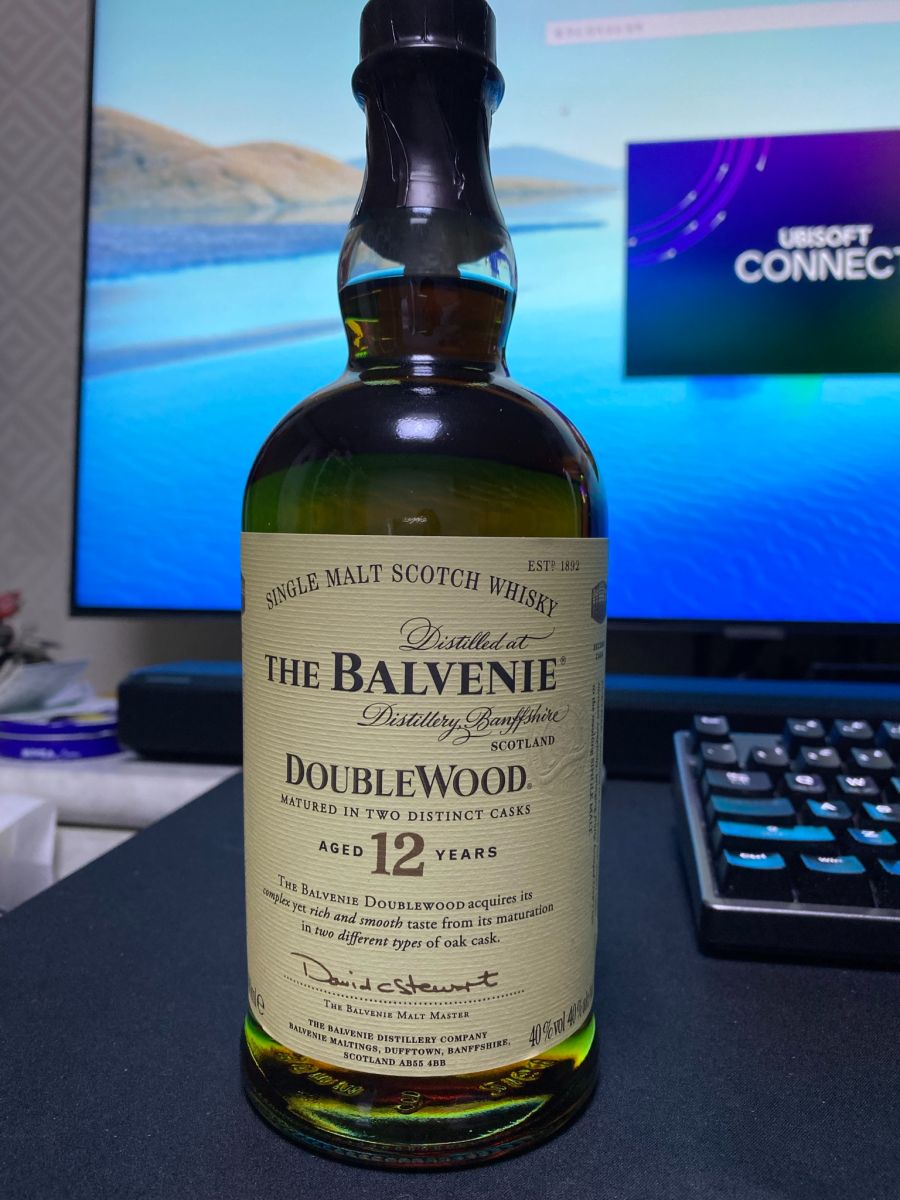 UBISOFT
CONNECT
ESTD 1892
SINGLE MALT SCOTCH WHISKY
Distilled at
THE BALVENIE®
Distillery, Banffshire
SCOTLAND
DOUBLEWOOD®
MATURED IN TWO DISTINCT CASKS
AGED 12 YEARS
THE BALVENIE DOUBLEWOOD acquires its
complex yet rich and smooth taste from its maturation
in two different types of oak cask.
David C Stewart
THE BALVENIE MALT MASTER
THE BALVENIE DISTILLERY COMPANY
BALVENIE MALTINGS, DUFFTOWN, BANFFSHIRE,
SCOTLAND AB55 4BB
40%vol 40%
Q W
A
Z
Ctrl Win